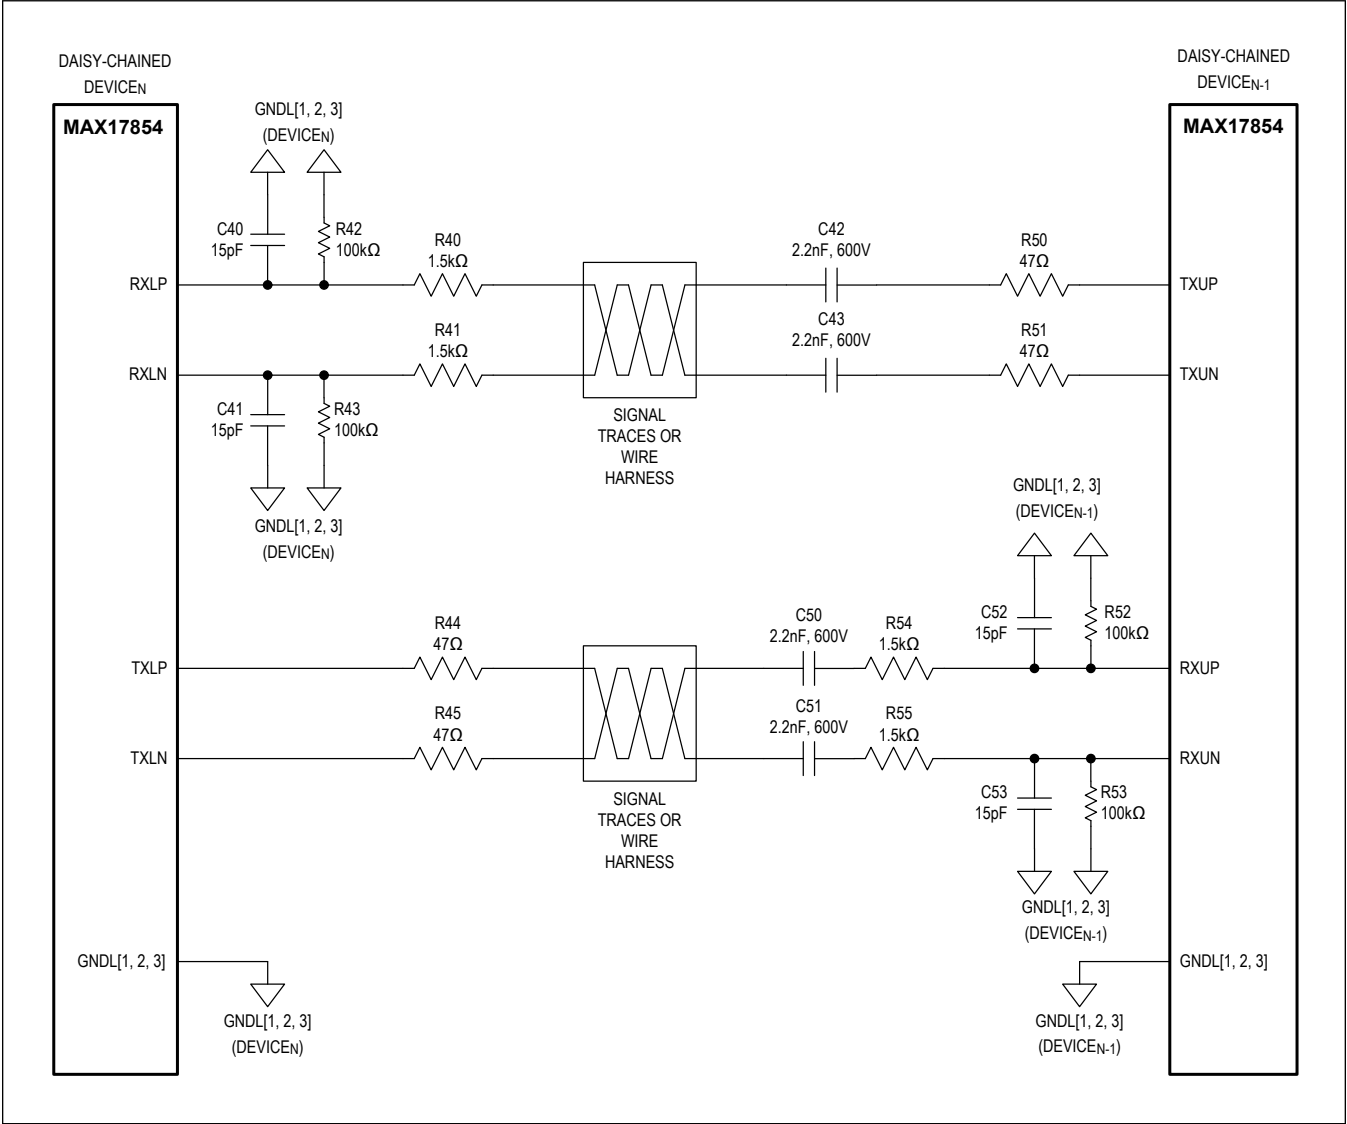 DAISY-CHAINED
DEVICEN
DAISY-CHAINED
DEVICEN-1
MAX17854
MAX17854
GNDL[1, 2, 3]
(DEVICEN)
C40
15pF
R42
100kΩ
R40
1.5kΩ
C42
2.2nF, 600V
R50
47Ω
RXLP
TXUP
R41
1.5kΩ
C43
2.2nF, 600V
R51
47Ω
RXLN
TXUN
C41
15pF
R43
100kΩ
SIGNAL
TRACES OR
WIRE
HARNESS
GNDL[1, 2, 3]
(DEVICEN)
GNDL[1, 2, 3]
(DEVICEN-1)
R44
47Ω
C50
2.2nF, 600V
R54
1.5kΩ
C52
15pF
R52
100kΩ
TXLP
RXUP
R45
47Ω
C51
2.2nF, 600V
R55
1.5kΩ
TXLN
RXUN
C53
15pF
R53
100kΩ
SIGNAL
TRACES OR
WIRE
HARNESS
GNDL[1, 2, 3]
(DEVICEN-1)
GNDL[1, 2, 3]
GNDL[1, 2, 3]
GNDL[1, 2, 3]
(DEVICEN)
GNDL[1, 2, 3]
(DEVICEN-1)